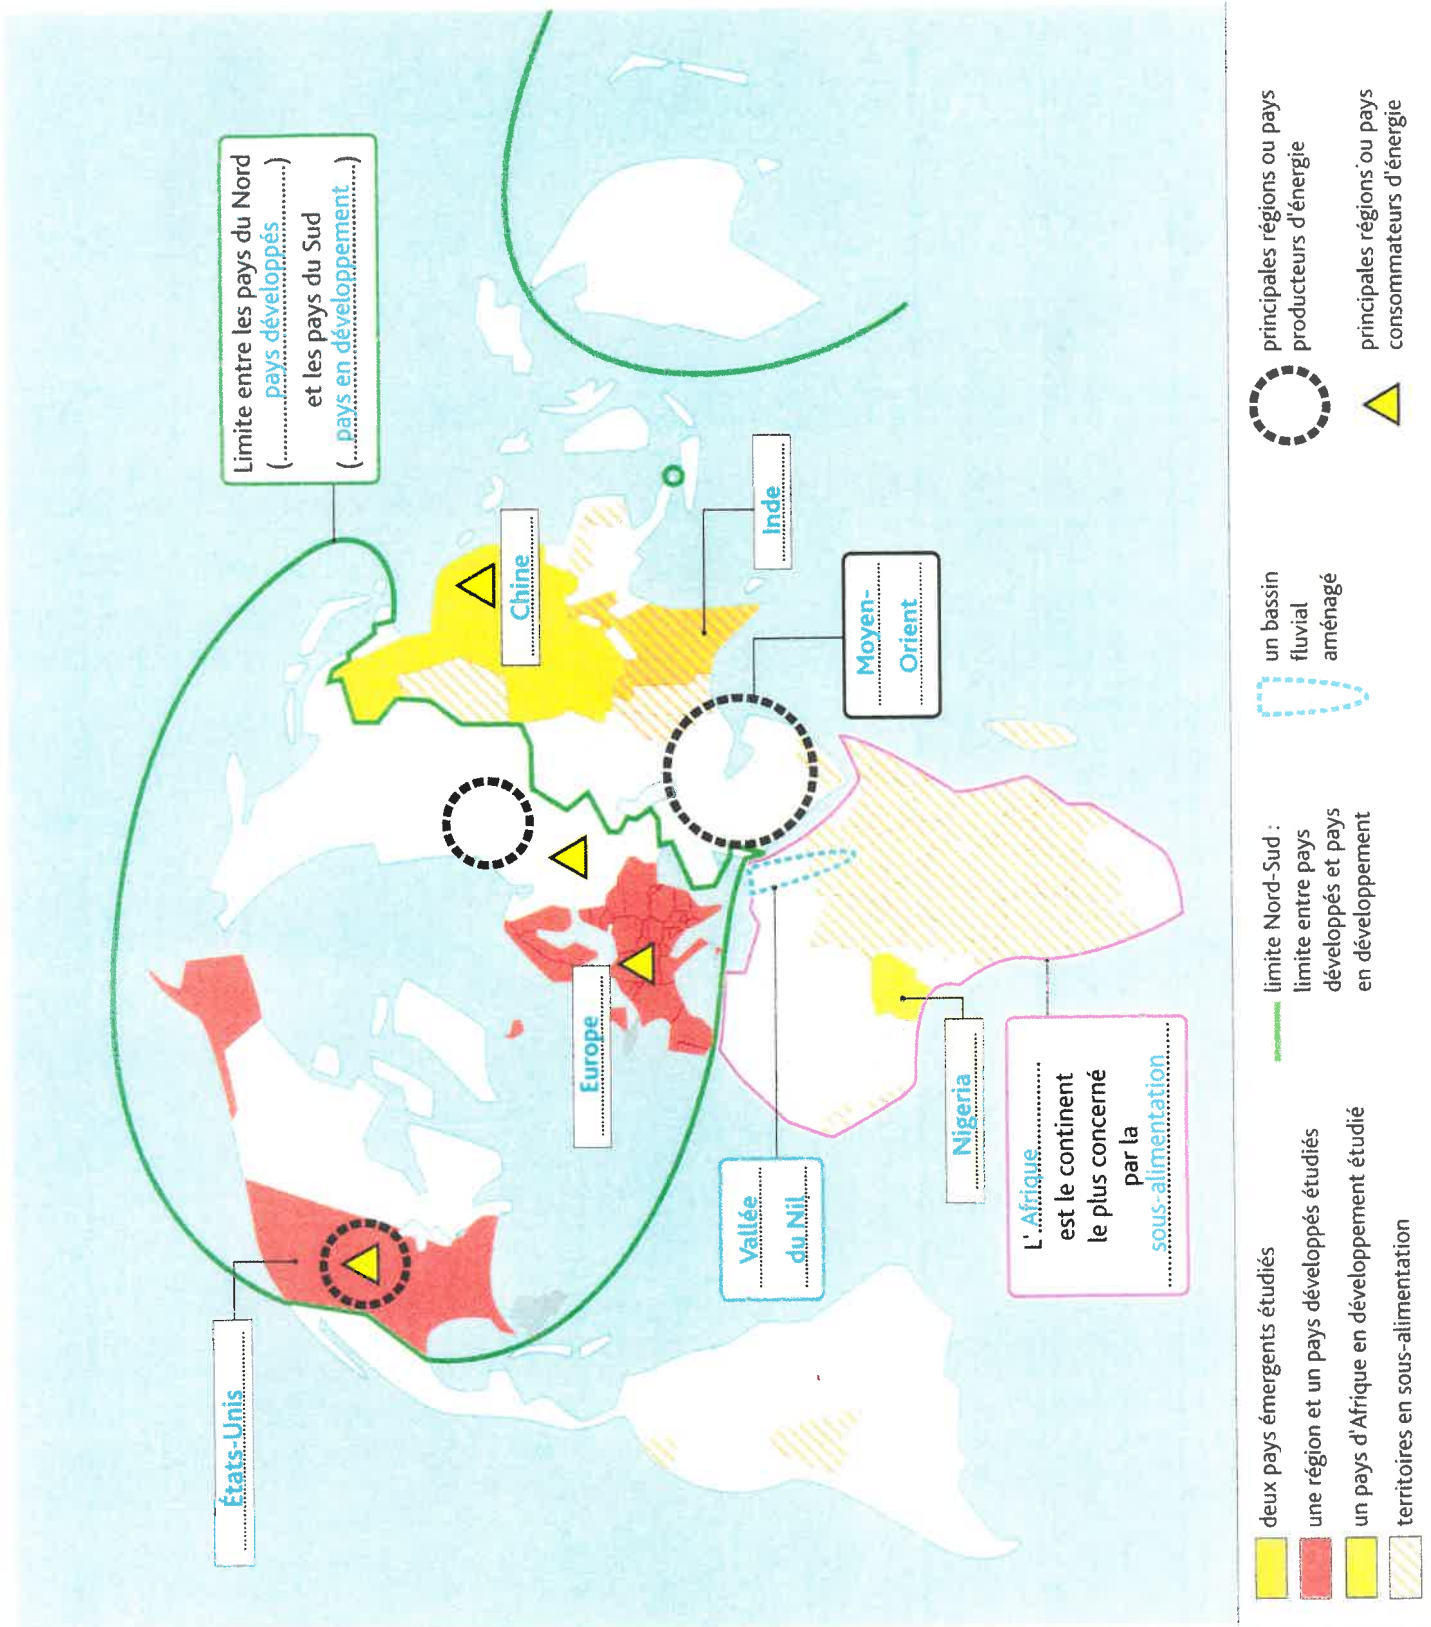 Limite entre les pays du Nord
(pays développés)
et les pays du Sud
(pays en développement)
États-Unis
Europe
Chine
Inde
Moyen-
Orient
Vallée
du Nil
Nigeria
L'Afrique
est le continent
le plus concerné
par la
sous-alimentation
deux pays émergents étudiés
une région et un pays développés étudiés
un pays d'Afrique en développement étudié
territoires en sous-alimentation
limite Nord-Sud :
limite entre pays
développés et pays
en développement
un bassin
fluvial
aménagé
principales régions ou pays
producteurs d'énergie
principales régions ou pays
consommateurs d'énergie